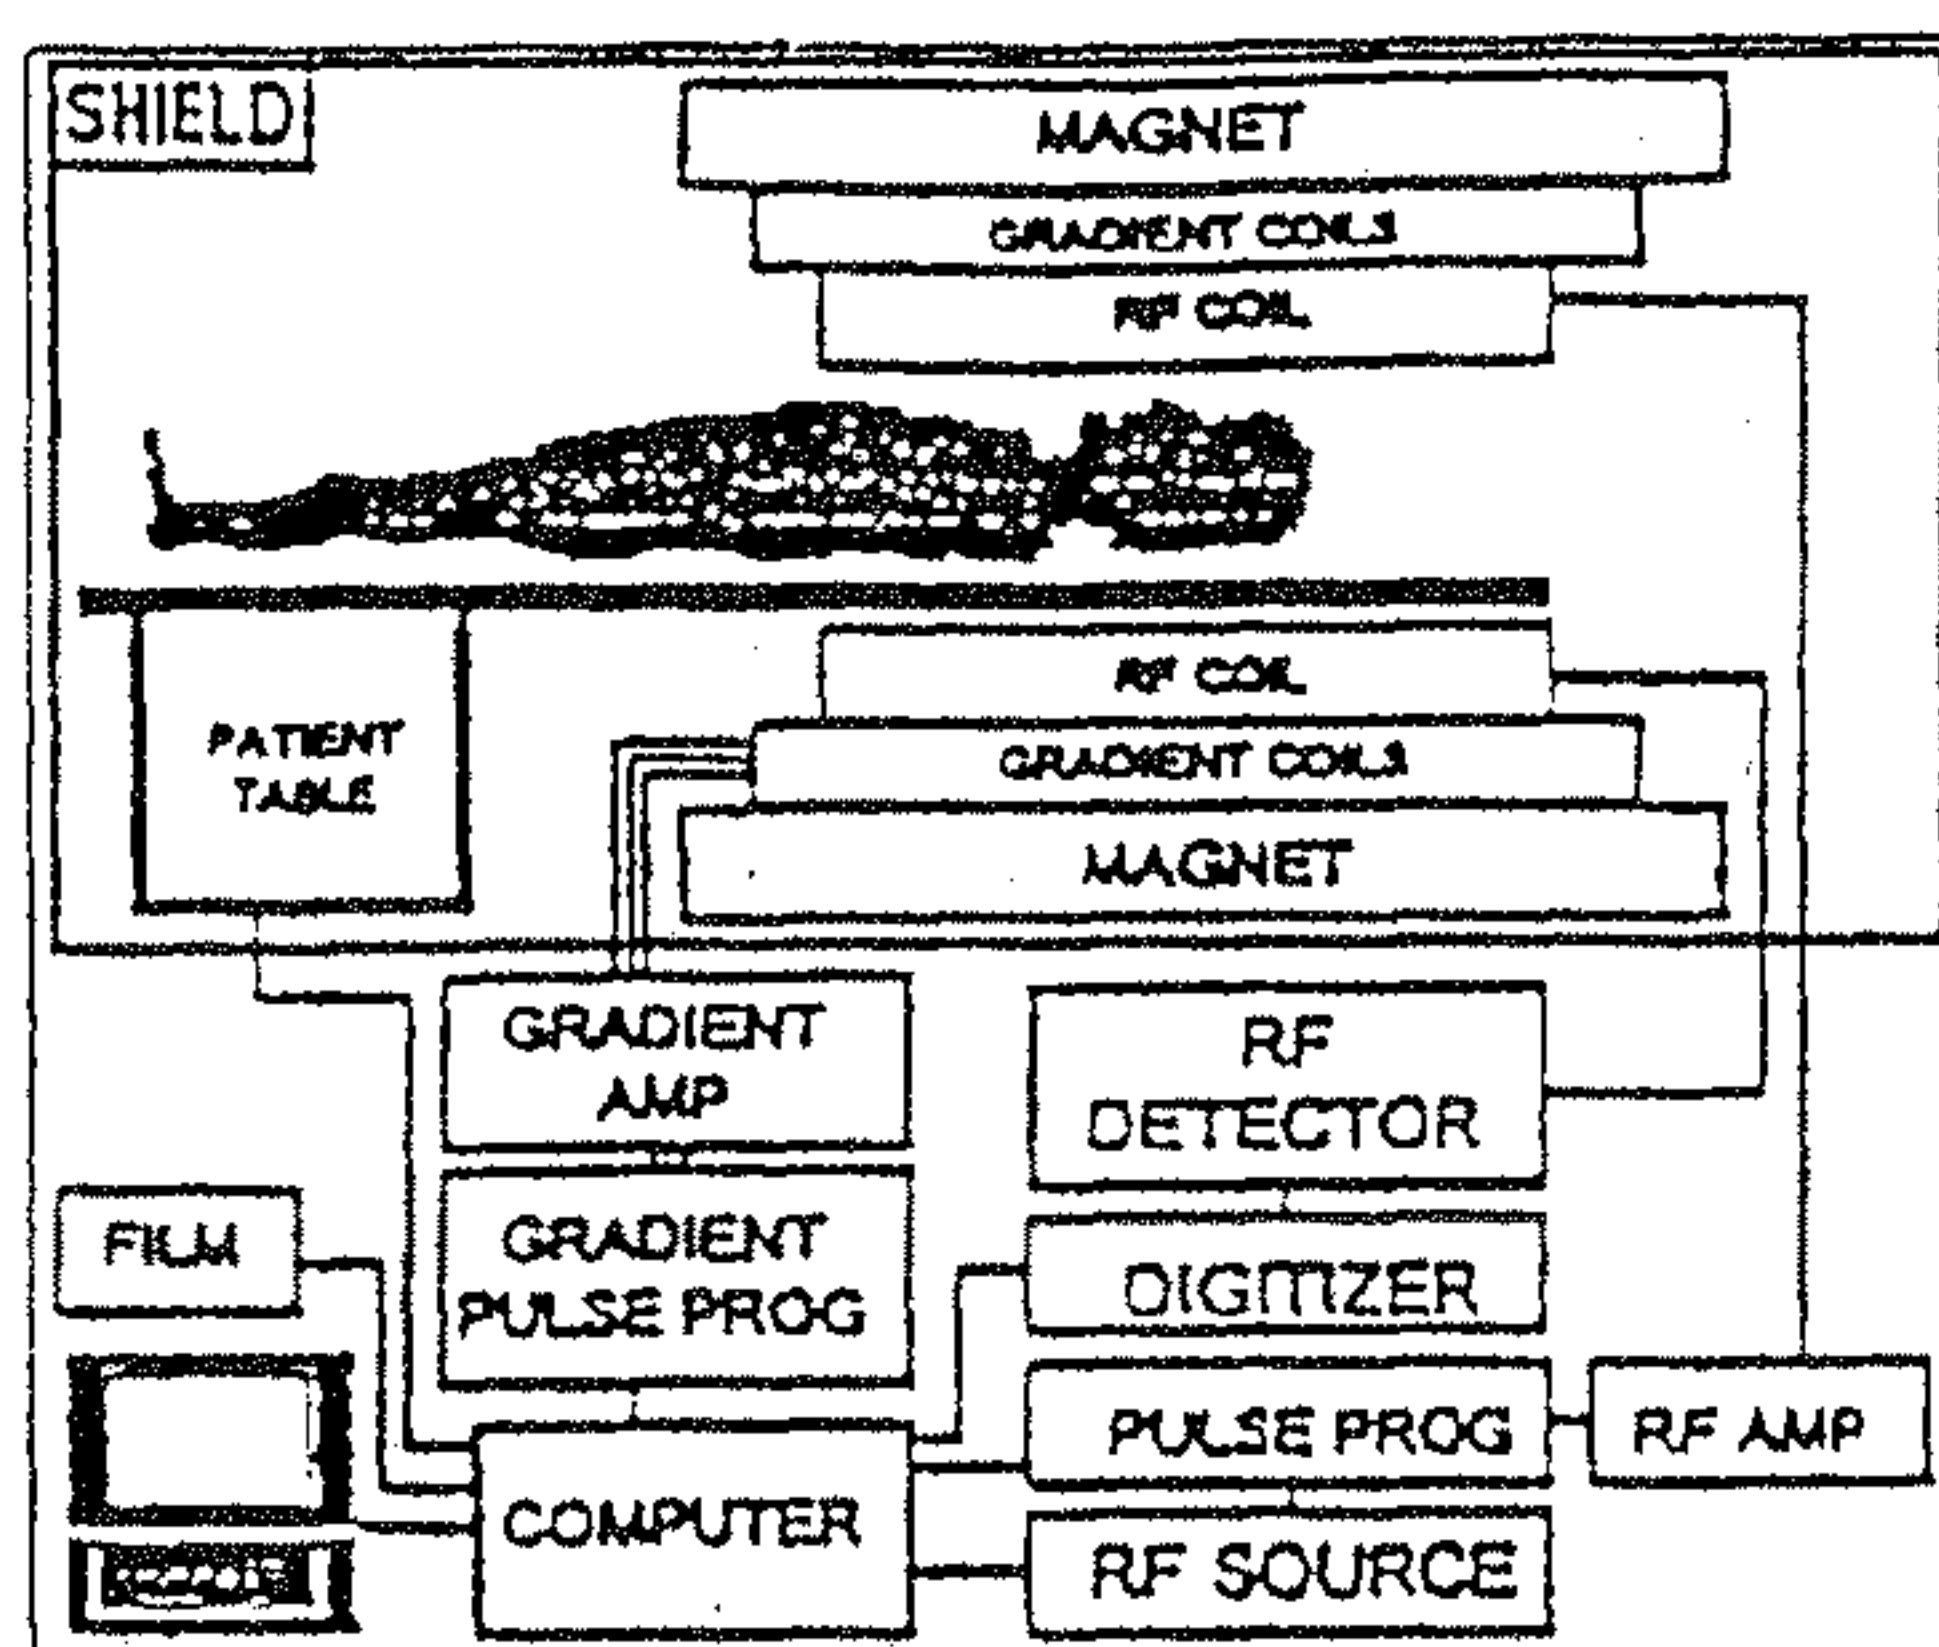 SHIELD
MAGNET
GRADIENT COILS
RF COIL
RF COIL
GRADIENT COILS
MAGNET
PATIENT
TABLE
GRADIENT
AMP
RF
DETECTOR
FILM
GRADIENT
PULSE PROG
DIGITIZER
PULSE PROG
RF AMP
COMPUTER
RF SOURCE